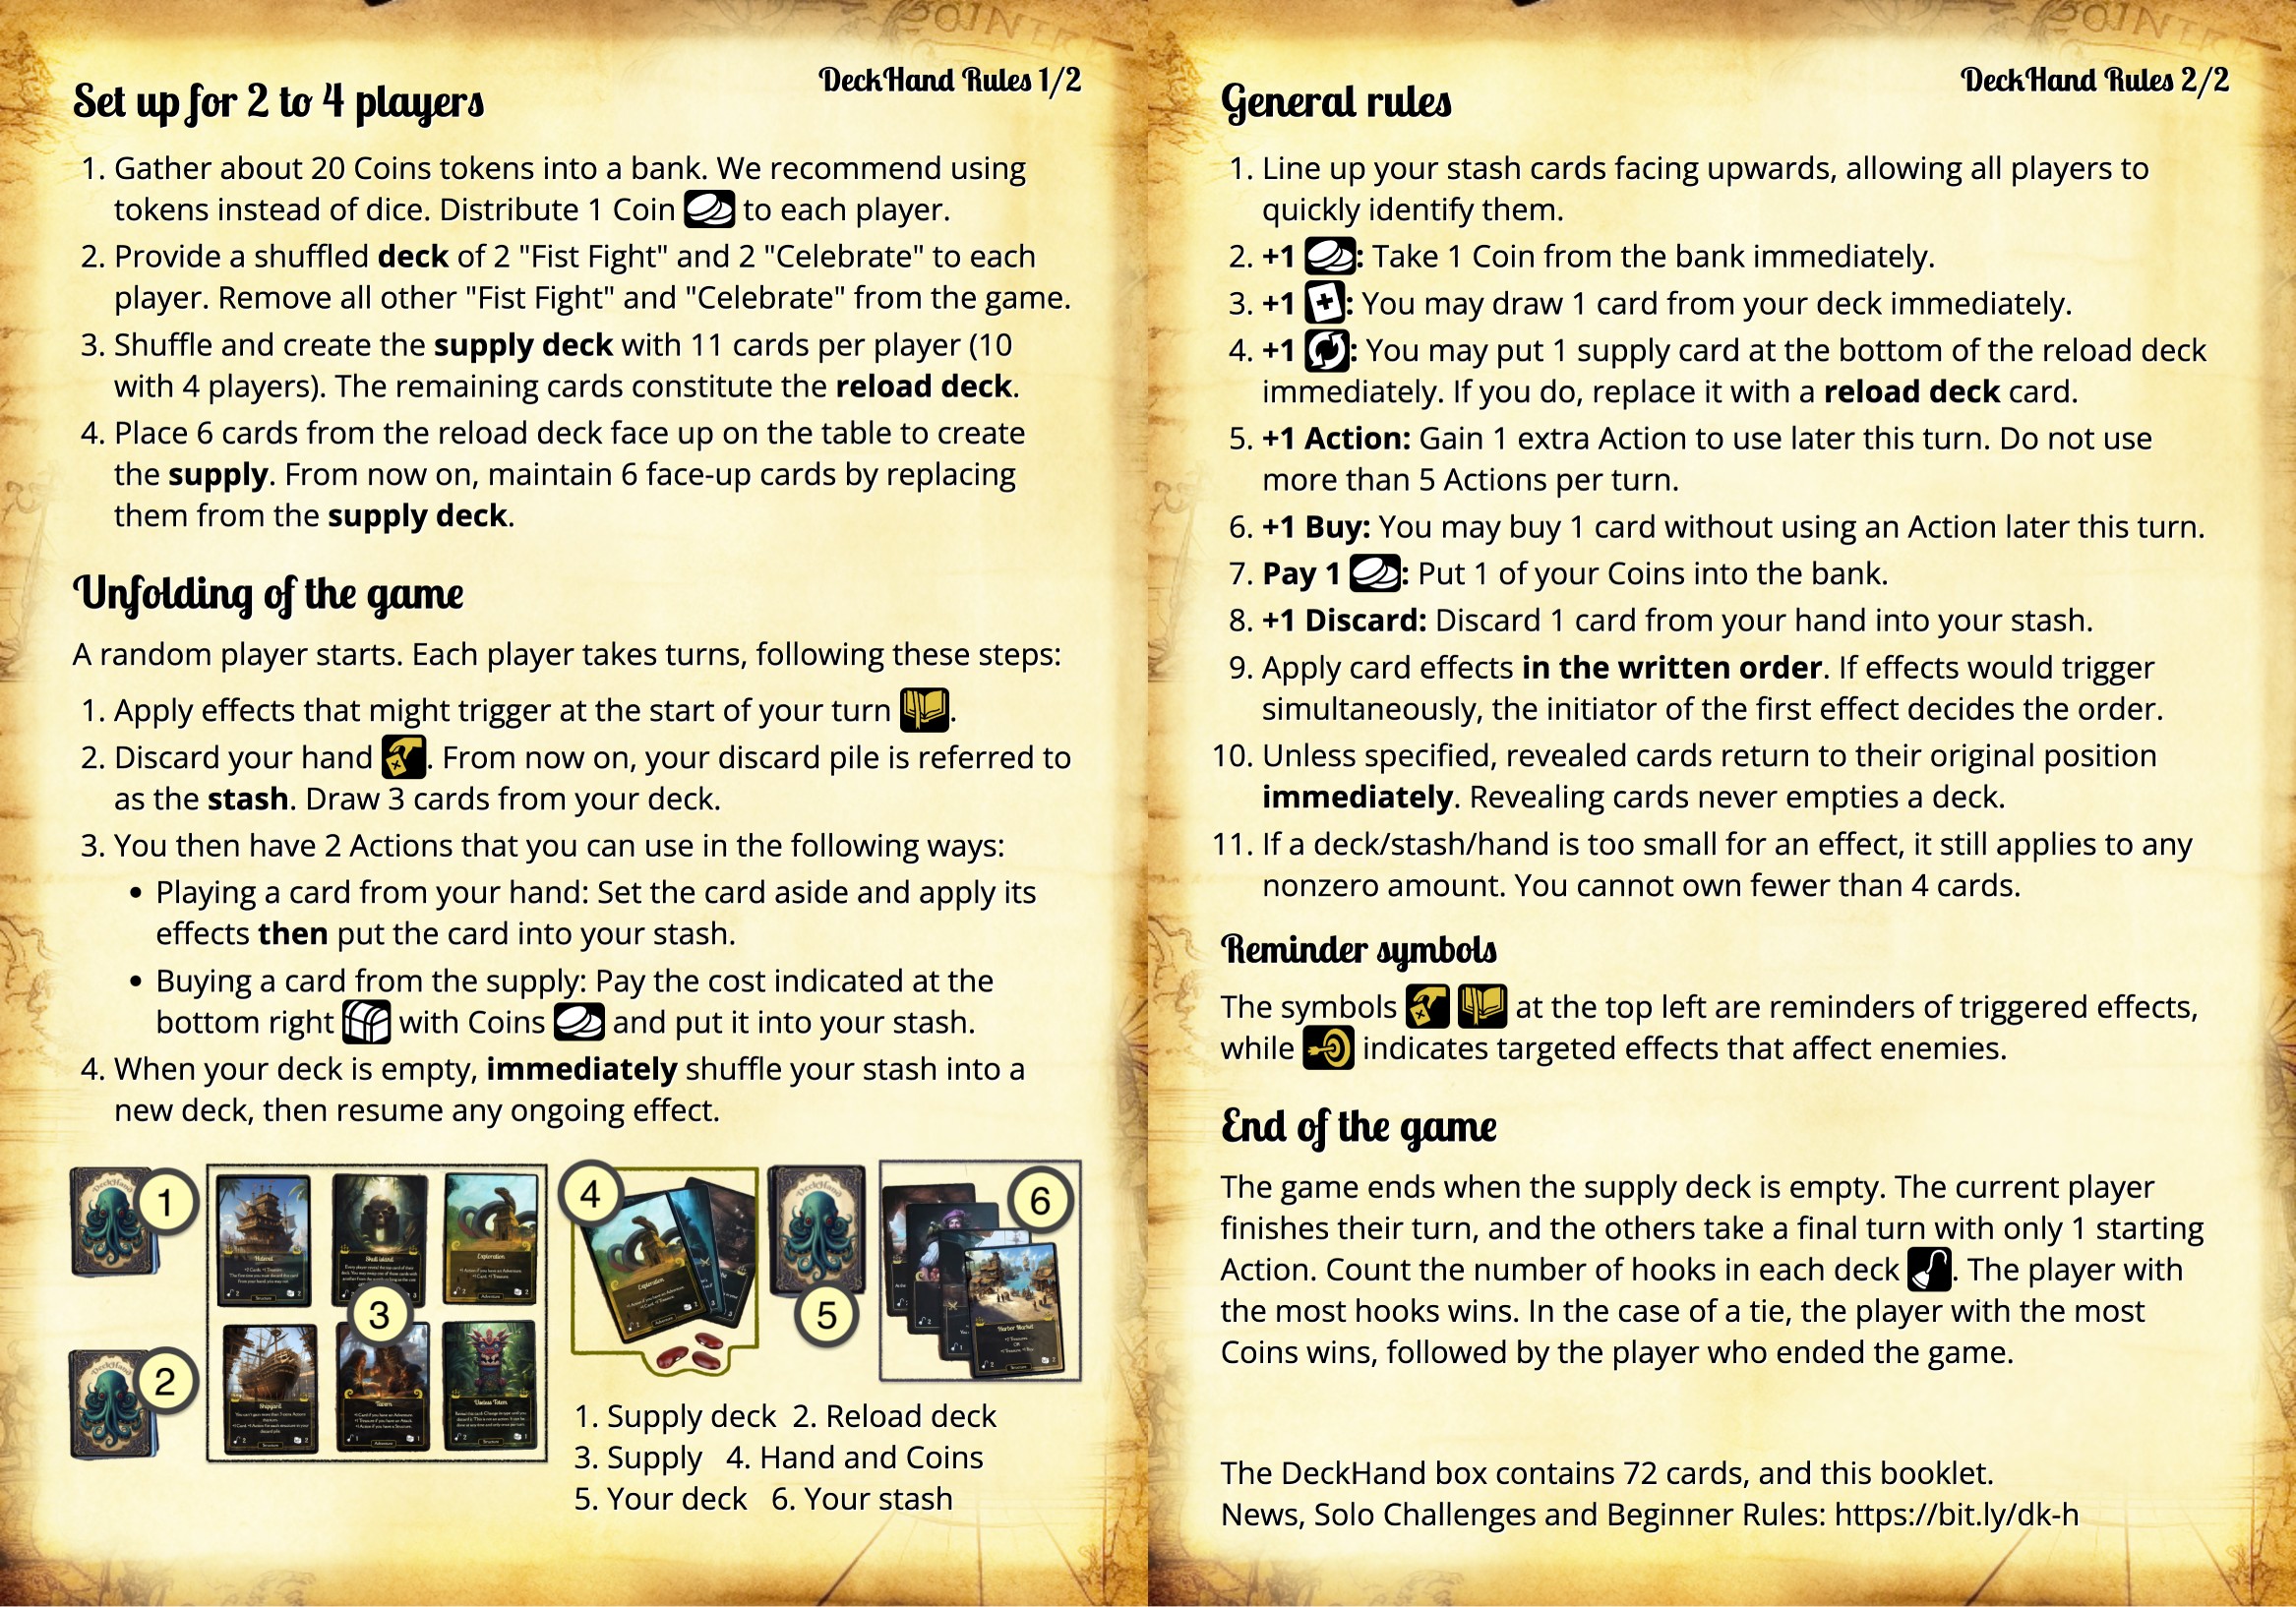 DeckHand Rules 1/2
Set up for 2 to 4 players
1. Gather about 20 Coins tokens into a bank. We recommend using
tokens instead of dice. Distribute 1 Coin to each player.
2. Provide a shuffled deck of 2 "Fist Fight" and 2 "Celebrate" to each
player. Remove all other "Fist Fight" and "Celebrate" from the game.
3. Shuffle and create the supply deck with 11 cards per player (10
with 4 players). The remaining cards constitute the reload deck.
4. Place 6 cards from the reload deck face up on the table to create
the supply. From now on, maintain 6 face-up cards by replacing
them from the supply deck.
Unfolding of the game
A random player starts. Each player takes turns, following these steps:
1. Apply effects that might trigger at the start of your turn .
2. Discard your hand . From now on, your discard pile is referred to
as the stash. Draw 3 cards from your deck.
3. You then have 2 Actions that you can use in the following ways:
• Playing a card from your hand: Set the card aside and apply its
effects then put the card into your stash.
• Buying a card from the supply: Pay the cost indicated at the
bottom right with Coins and put it into your stash.
4. When your deck is empty, immediately shuffle your stash into a
new deck, then resume any ongoing effect.
1
2
3
4
5
6
DeckHand
DeckHand
DeckHand
Skull island
Exploration
Shipyard
Tavern
Exploration
Harbor Market
1. Supply deck 2. Reload deck
3. Supply 4. Hand and Coins
5. Your deck 6. Your stash
DeckHand Rules 2/2
General rules
1. Line up your stash cards facing upwards, allowing all players to
quickly identify them.
2. +1 : Take 1 Coin from the bank immediately.
3. +1 : You may draw 1 card from your deck immediately.
4. +1 : You may put 1 supply card at the bottom of the reload deck
immediately. If you do, replace it with a reload deck card.
5. +1 Action: Gain 1 extra Action to use later this turn. Do not use
more than 5 Actions per turn.
6. +1 Buy: You may buy 1 card without using an Action later this turn.
7. Pay 1 : Put 1 of your Coins into the bank.
8. +1 Discard: Discard 1 card from your hand into your stash.
9. Apply card effects in the written order. If effects would trigger
simultaneously, the initiator of the first effect decides the order.
10. Unless specified, revealed cards return to their original position
immediately. Revealing cards never empties a deck.
11. If a deck/stash/hand is too small for an effect, it still applies to any
nonzero amount. You cannot own fewer than 4 cards.
Reminder symbols
The symbols at the top left are reminders of triggered effects,
while indicates targeted effects that affect enemies.
End of the game
The game ends when the supply deck is empty. The current player
finishes their turn, and the others take a final turn with only 1 starting
Action. Count the number of hooks in each deck . The player with
the most hooks wins. In the case of a tie, the player with the most
Coins wins, followed by the player who ended the game.
The DeckHand box contains 72 cards, and this booklet.
News, Solo Challenges and Beginner Rules: https://bit.ly/dk-h